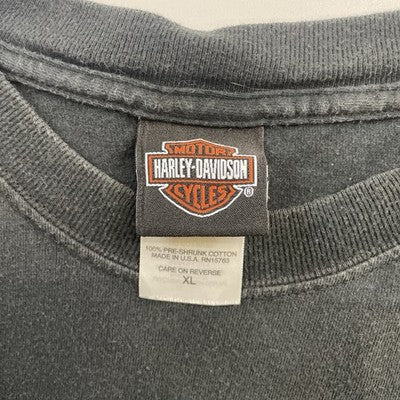 MOTOR
HARLEY-DAVIDSON
CYCLES
®
100% PRE-SHRUNK COTTON
MADE IN U.S.A. RN15763
CARE ON REVERSE
XL